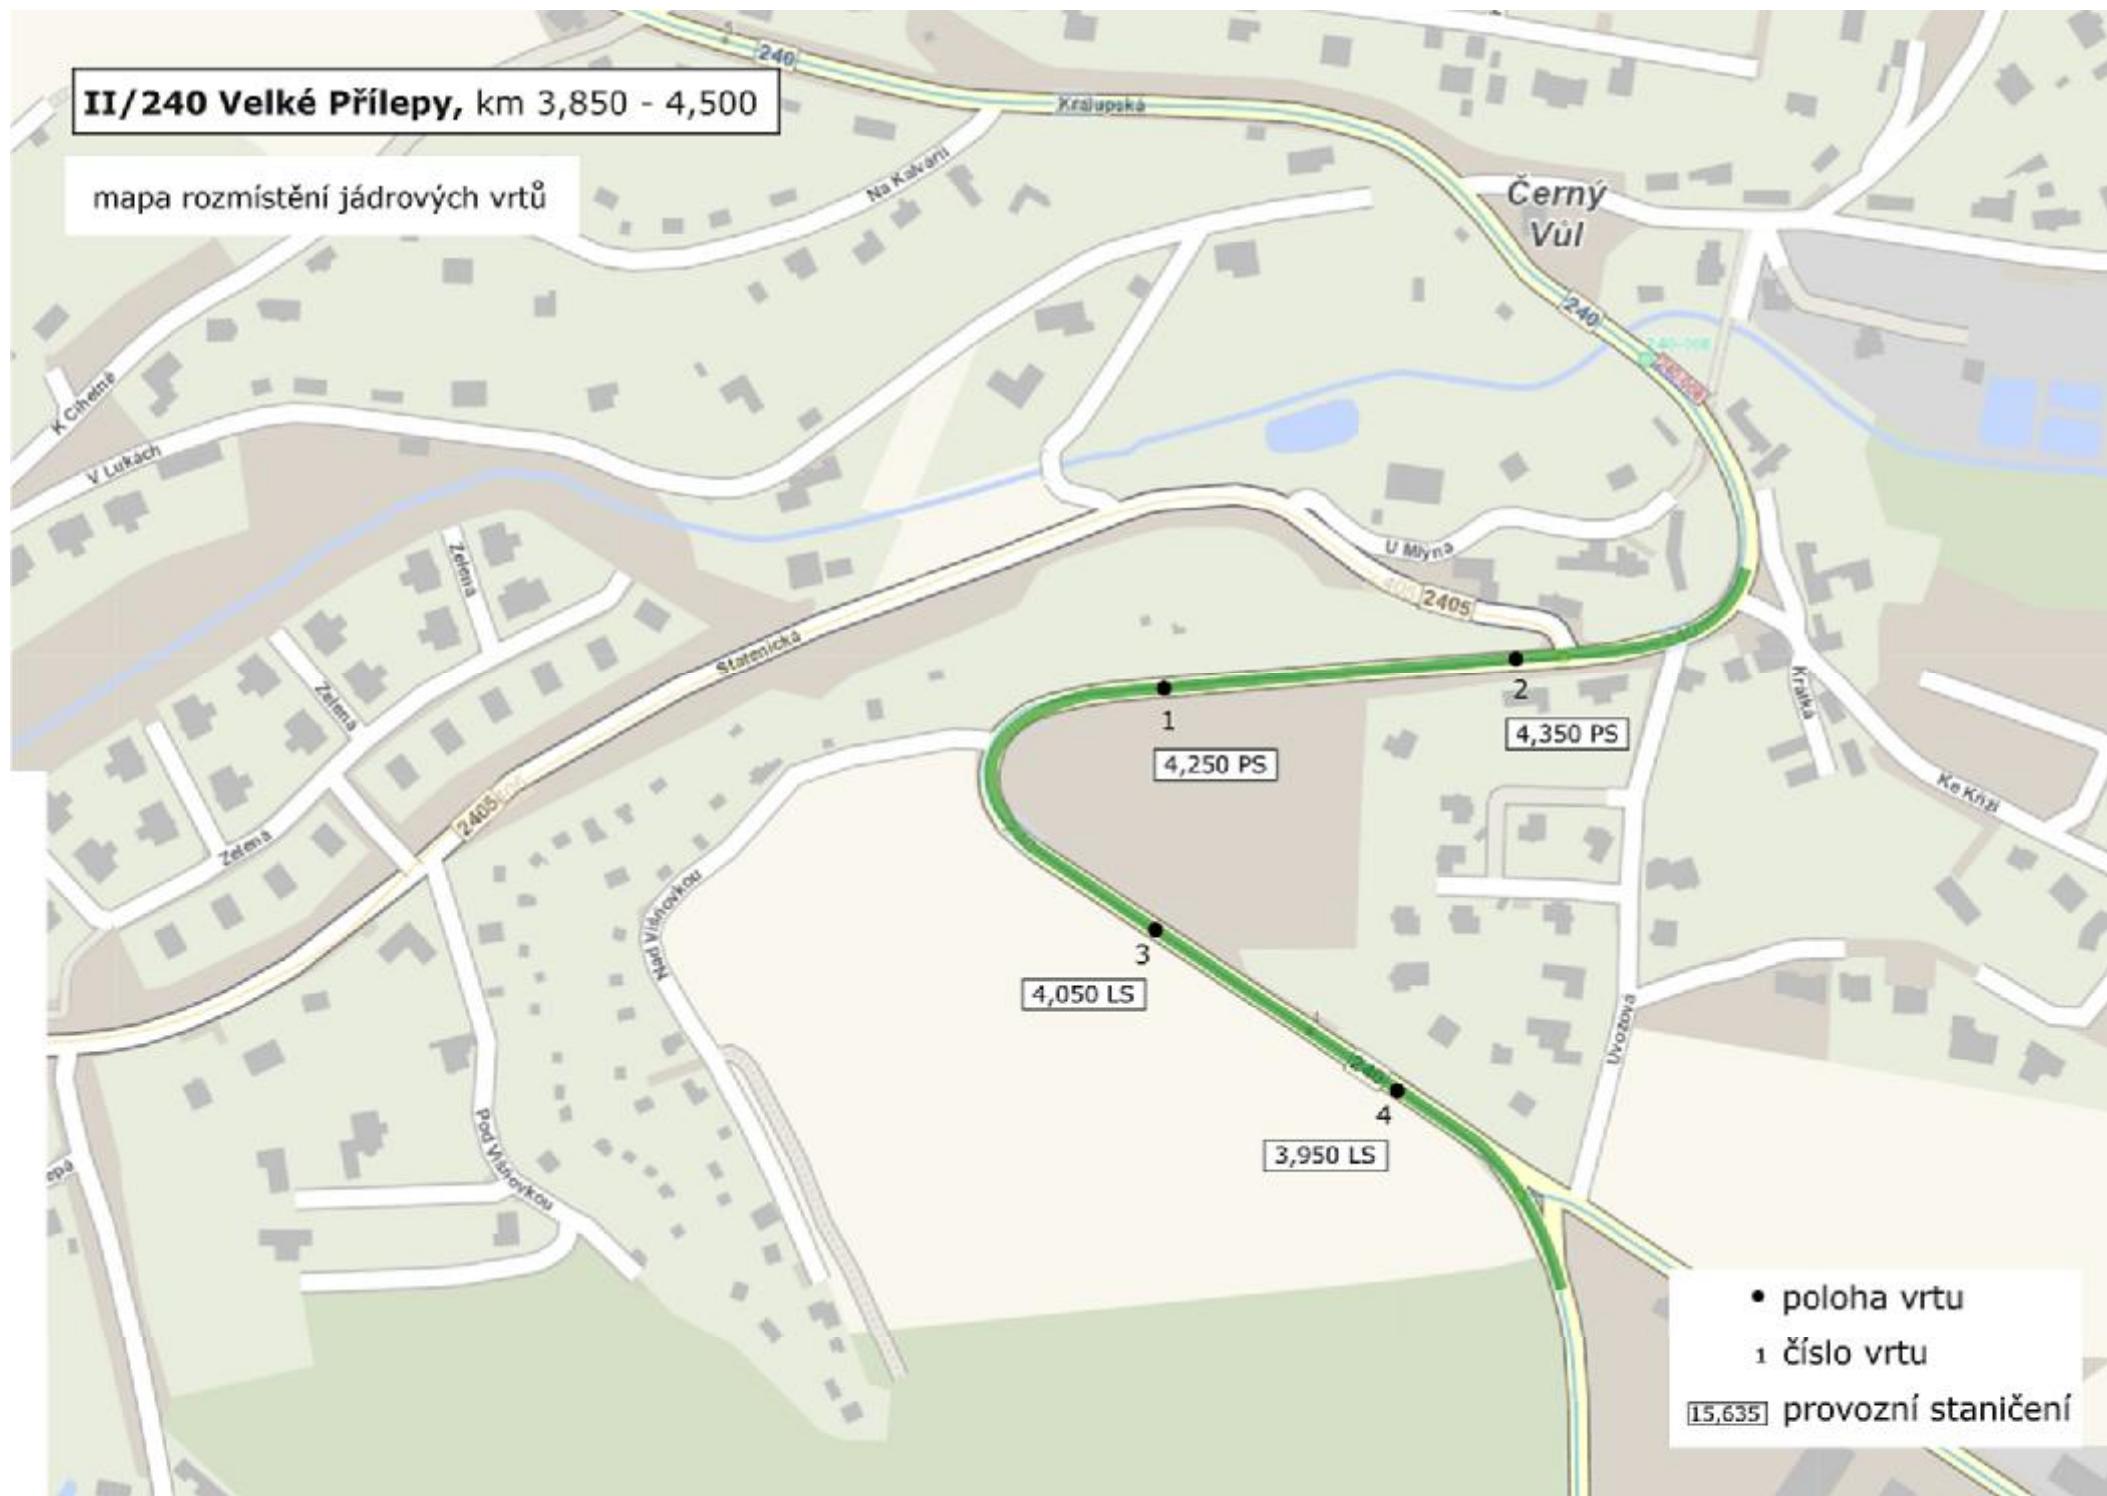 240
II/240 Velké Přílepy, km 3,850 - 4,500
Kralupská
mapa rozmístění jádrových vrtů
Na Kalvárii
Černý
Vůl
240
K Cihelně
V Lukách
U Mlýna
2405
Zelená
Statenická
Zelená
2
1
4,350 PS
4,250 PS
Krátká
Ke Kříži
2405
Zelená
Nad Višňovkou
3
4,050 LS
Uvozová
240
4
3,950 LS
Pod Višňovkou
poloha vrtu
1 číslo vrtu
15,635 provozní staničení